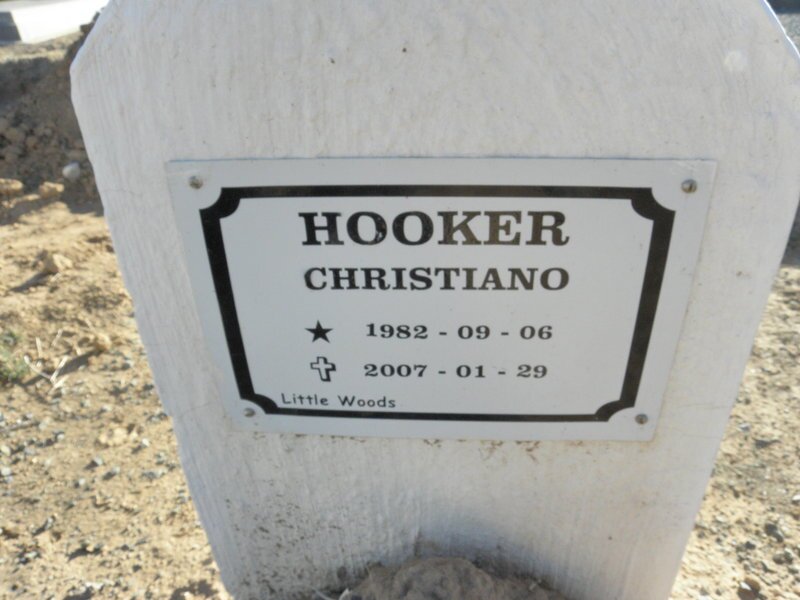 HOOKER
CHRISTIANO
★ 1982 - 09 - 06
✞ 2007 - 01 - 29
Little Woods